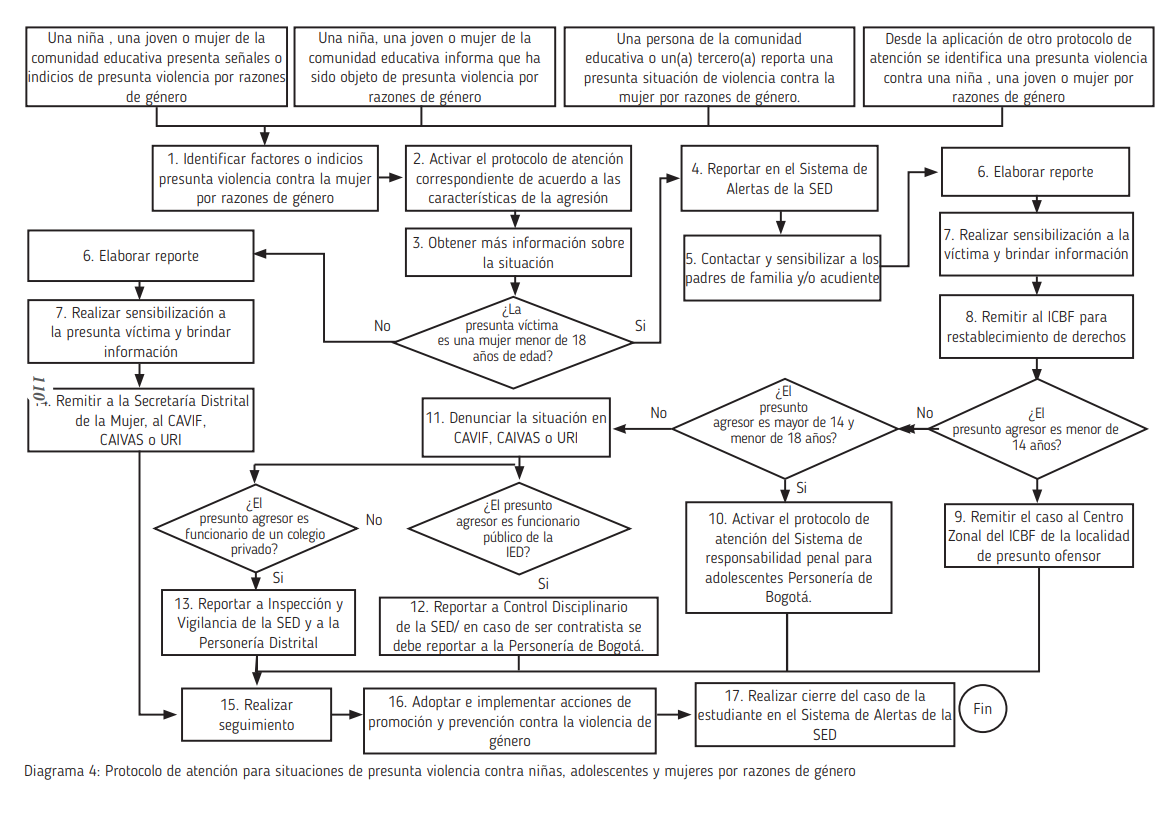 Una niña , una joven o mujer de la
comunidad educativa presenta señales o
indicios de presunta violencia por razones
de género
Una niña, una joven o mujer de la
comunidad educativa informa que ha
sido objeto de presunta violencia por
razones de género
Una persona de la comunidad
educativa o un(a) tercero(a) reporta una
presunta situación de violencia contra la
mujer por razones de género.
Desde la aplicación de otro protocolo de
atención se identifica una presunta violencia
contra una niña , una joven o mujer por
razones de género
1. Identificar factores o indicios
presunta violencia contra la mujer
por razones de género
2. Activar el protocolo de atención
correspondiente de acuerdo a las
características de la agresión
3. Obtener más información sobre
la situación
¿La
presunta víctima
es una mujer menor de 18
años de edad?
No
Si
6. Elaborar reporte
7. Realizar sensibilización a
la presunta víctima y brindar
información
110
Remitir a la Secretaría Distrital
de la Mujer, al CAVIF,
CAIVAS o URI
4. Reportar en el Sistema de
Alertas de la SED
5. Contactar y sensibilizar a los
padres de familia y/o acudiente
6. Elaborar reporte
7. Realizar sensibilización a la
víctima y brindar información
8. Remitir al ICBF para
restablecimiento de derechos
¿El
presunto agresor es menor de
14 años?
No
9. Remitir el caso al Centro
Zonal del ICBF de la localidad
de presunto ofensor
¿El
presunto
agresor es mayor de 14 y
menor de 18 años?
No
Si
10. Activar el protocolo de
atención del Sistema de
responsabilidad penal para
adolescentes Personería de
Bogotá.
11. Denunciar la situación en
CAVIF, CAIVAS o URI
¿El
presunto agresor es
funcionario de un colegio
privado?
No
Si
¿El presunto
agresor es funcionario
público de la
IED?
Si
13. Reportar a Inspección y
Vigilancia de la SED y a la
Personería Distrital
12. Reportar a Control Disciplinario
de la SED/ en caso de ser contratista se
debe reportar a la Personería de Bogotá.
15. Realizar
seguimiento
16. Adoptar e implementar acciones de
promoción y prevención contra la violencia de
género
17. Realizar cierre del caso de la
estudiante en el Sistema de Alertas de la
SED
Fin
Diagrama 4: Protocolo de atención para situaciones de presunta violencia contra niñas, adolescentes y mujeres por razones de género